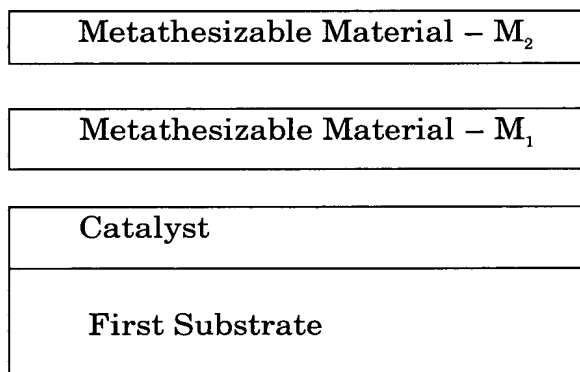 Metathesizable Material – M₂
Metathesizable Material – M₁
Catalyst
First Substrate